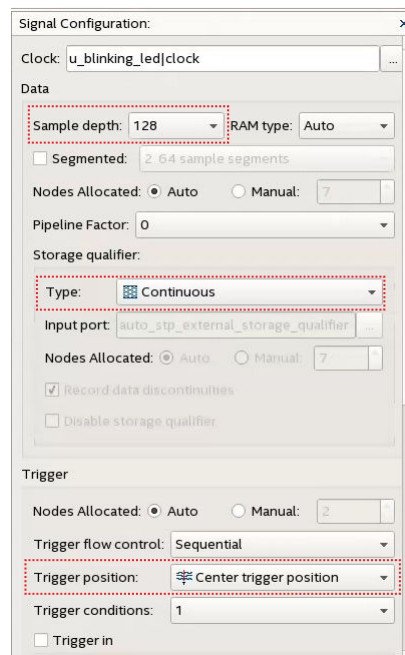 Signal Configuration: ×
Clock: u_blinking_led|clock ...
Data
Sample depth: 128 RAM type: Auto
Segmented: 2 64 sample segments
Nodes Allocated: Auto Manual: 7
Pipeline Factor: 0
Storage qualifier:
Type: Continuous
Input port: auto_stp_external_storage_qualifier ...
Nodes Allocated: Auto Manual: 7
Record data discontinuities
Disable storage qualifier
Trigger
Nodes Allocated: Auto Manual: 2
Trigger flow control: Sequential
Trigger position: Center trigger position
Trigger conditions: 1
Trigger in